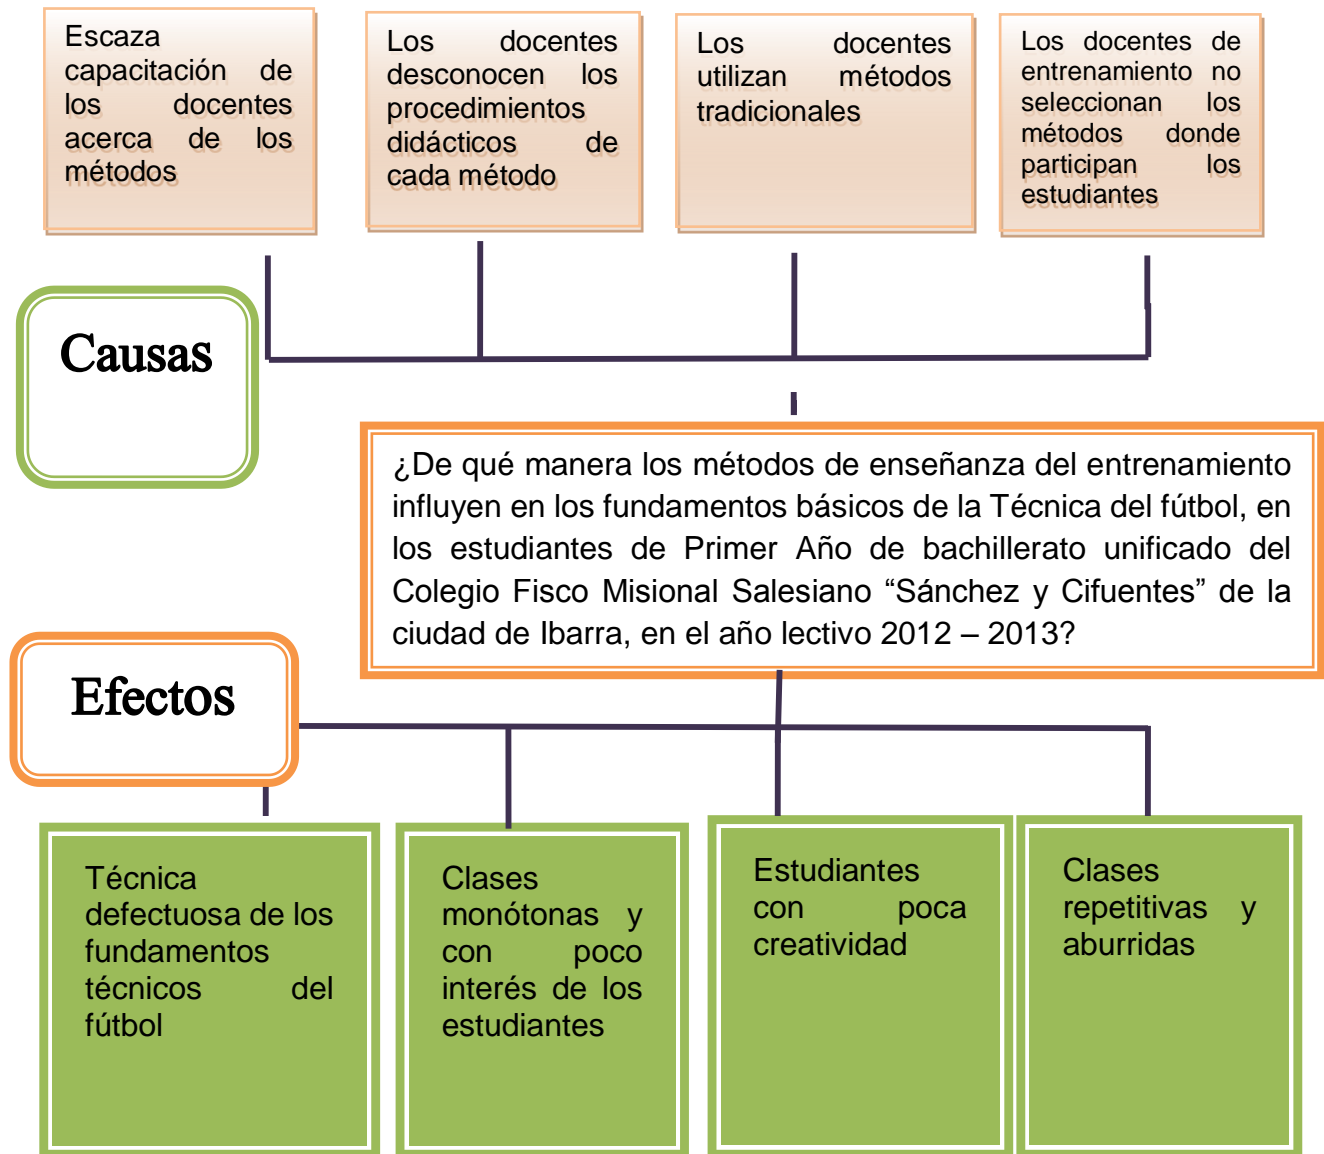 Escaza
capacitación de
los docentes
acerca de los
métodos
Los docentes
desconocen los
procedimientos
didácticos de
cada método
Los docentes
utilizan métodos
tradicionales
Los docentes de
entrenamiento no
seleccionan los
métodos donde
participan los
estudiantes
Causas
¿De qué manera los métodos de enseñanza del entrenamiento
influyen en los fundamentos básicos de la Técnica del fútbol, en
los estudiantes de Primer Año de bachillerato unificado del
Colegio Fisco Misional Salesiano “Sánchez y Cifuentes” de la
ciudad de Ibarra, en el año lectivo 2012 – 2013?
Efectos
Técnica
defectuosa de los
fundamentos
técnicos del
fútbol
Clases
monótonas y
con poco
interés de los
estudiantes
Estudiantes
con poca
creatividad
Clases
repetitivas y
aburridas